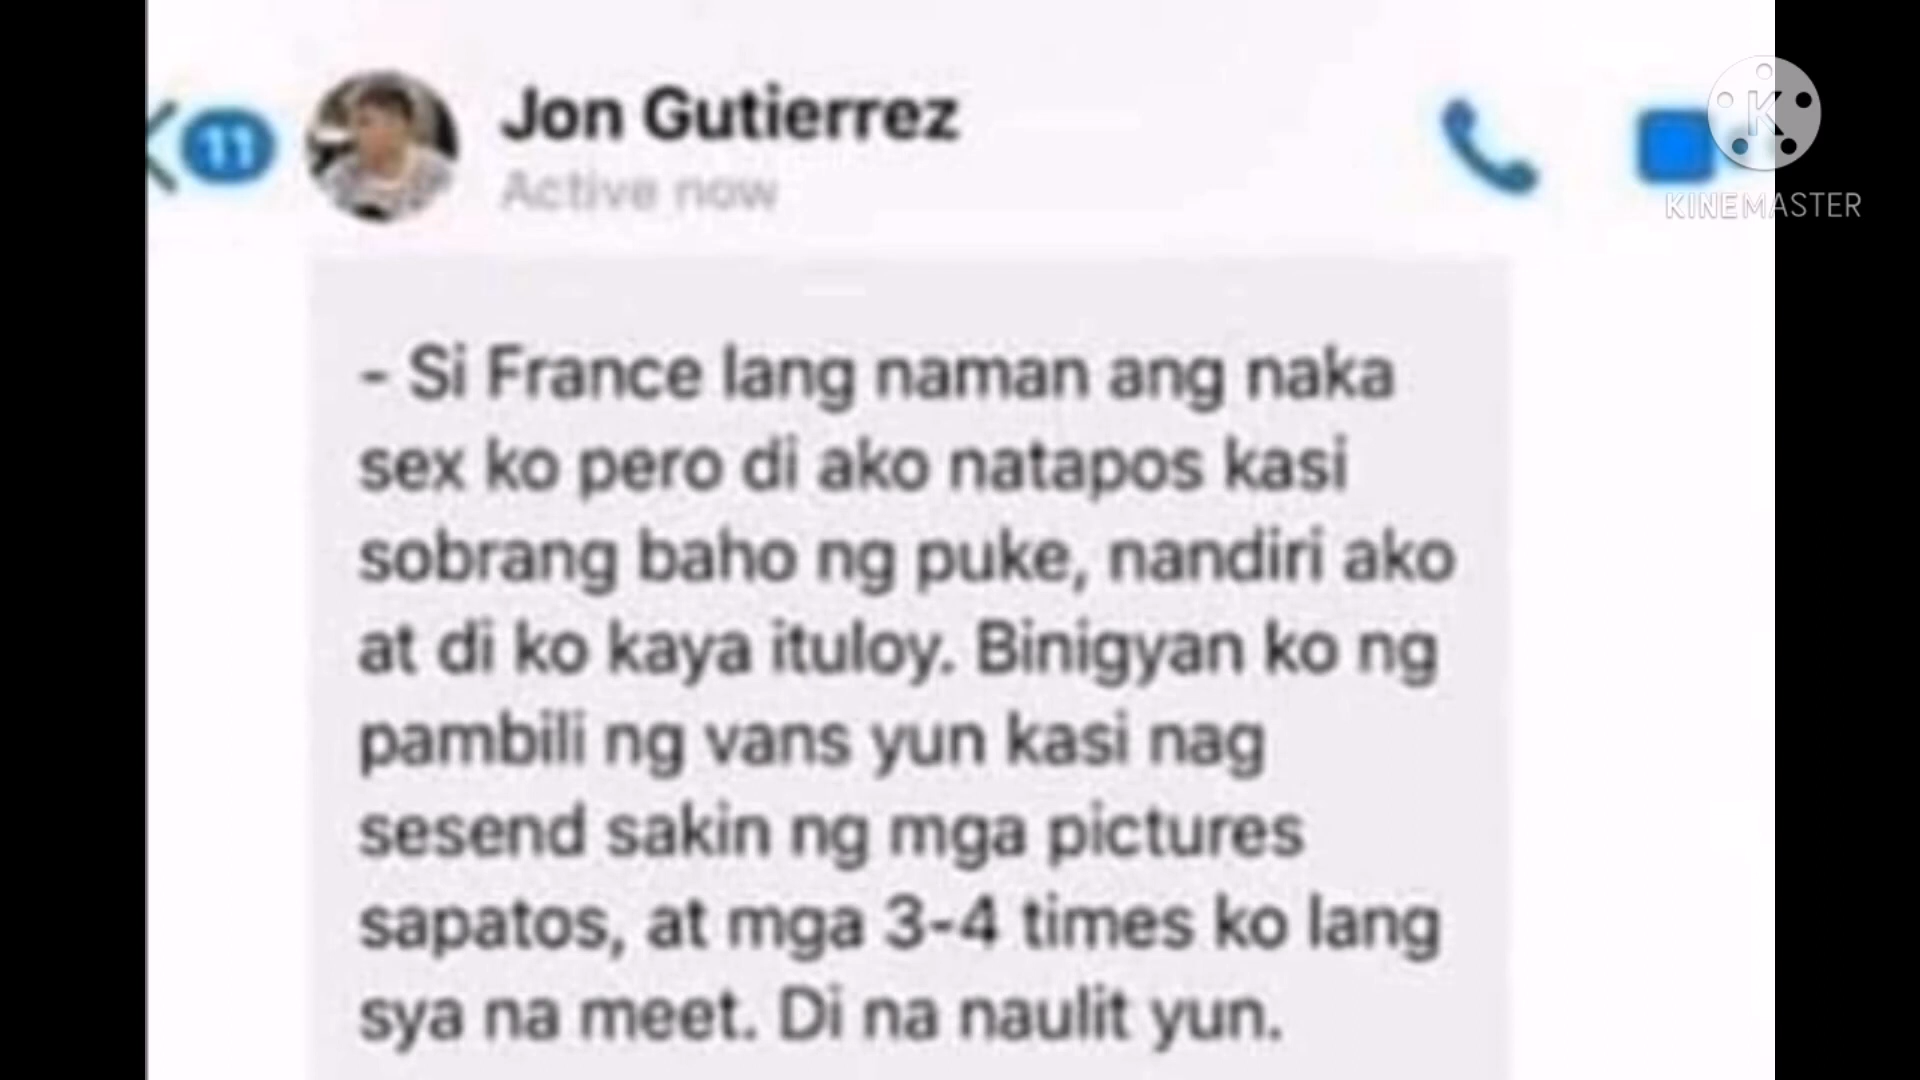 11
Jon Gutierrez
Active now
KINEMASTER
- Si France lang naman ang naka
sex ko pero di ako natapos kasi
sobrang baho ng puke, nandiri ako
at di ko kaya ituloy. Binigyan ko ng
pambili ng vans yun kasi nag
sesend sakin ng mga pictures
sapatos, at mga 3-4 times ko lang
sya na meet. Di na naulit yun.